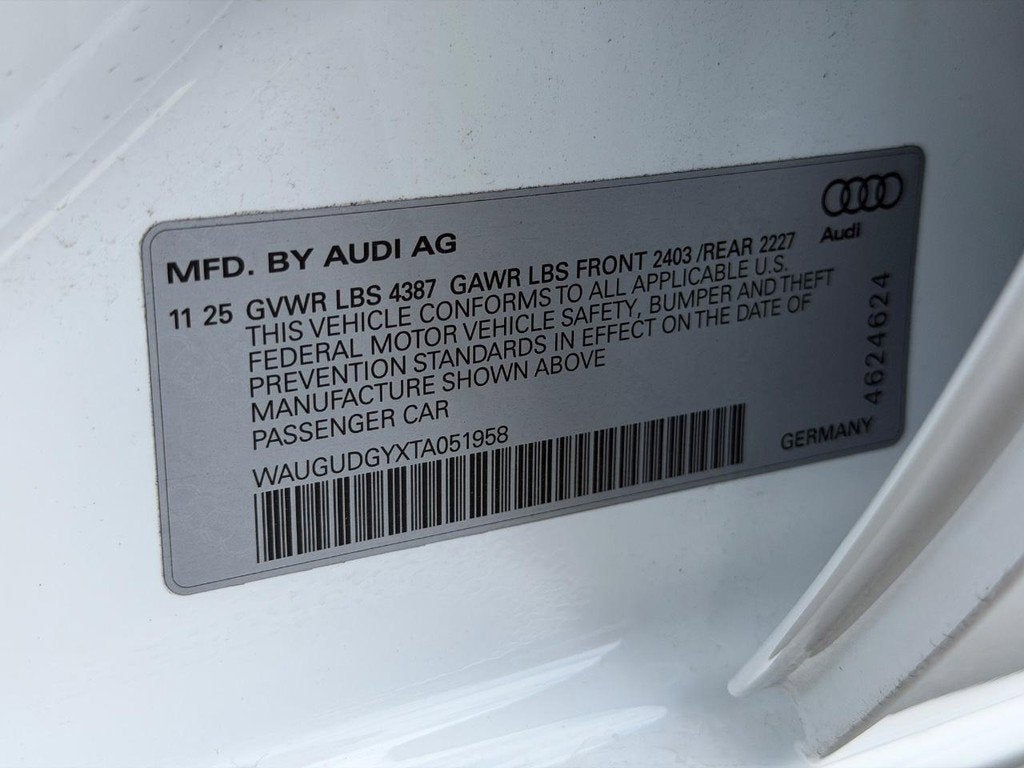 Audi
MFD. BY AUDI AG
11 25 GVWR LBS 4387 GAWR LBS FRONT 2403 /REAR 2227
THIS VEHICLE CONFORMS TO ALL APPLICABLE U.S.
FEDERAL MOTOR VEHICLE SAFETY, BUMPER AND THEFT
PREVENTION STANDARDS IN EFFECT ON THE DATE OF
MANUFACTURE SHOWN ABOVE
PASSENGER CAR
WAUGUDGYXTA051958
GERMANY
4624624